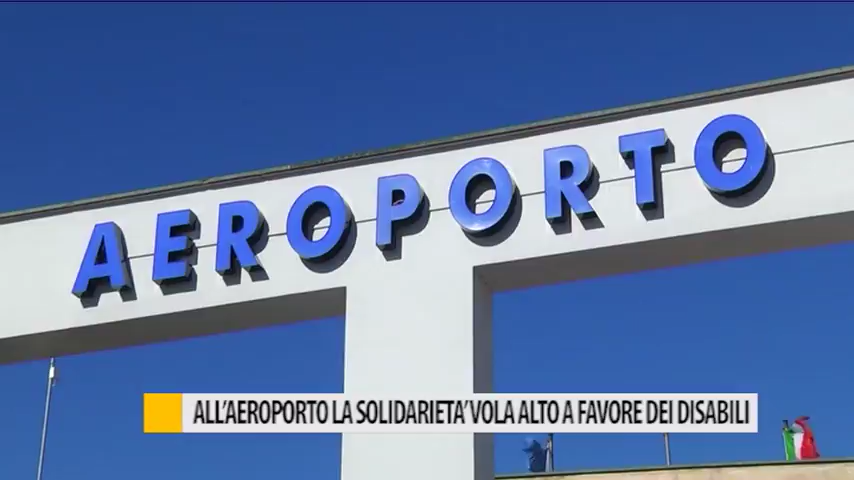 AEROPORTO
ALL'AEROPORTO LA SOLIDARIETA' VOLA ALTO A FAVORE DEI DISABILI